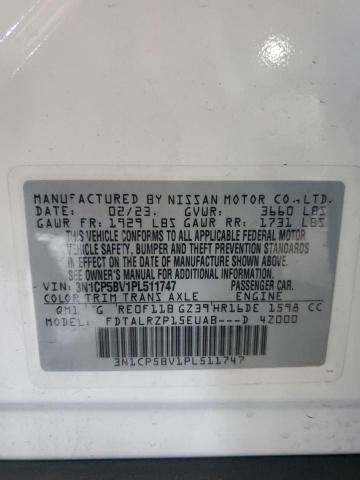 MANUFACTURED BY NISSAN MOTOR CO.,LTD.
DATE: 02/23. GVWR: 3660 LBS
GAWR FR: 1929 LBS GAWR RR: 1731 LBS
THIS VEHICLE CONFORMS TO ALL APPLICABLE FEDERAL MOTOR
VEHICLE SAFETY, BUMPER AND THEFT PREVENTION STANDARDS
IN EFFECT ON THE DATE OF MANUFACTURE SHOWN ABOVE.
SEE OWNER'S MANUAL FOR ADDITIONAL INFORMATION.
VIN: 3N1CP5BV1PL511747 PASSENGER CAR.
COLOR TRIM TRANS AXLE ENGINE
QM1 G RE0F11B GZ39 HR16DE 1598 CC
MODEL: FDTALRZP15EUAB---D 42000
3N1CP5BV1PL511747